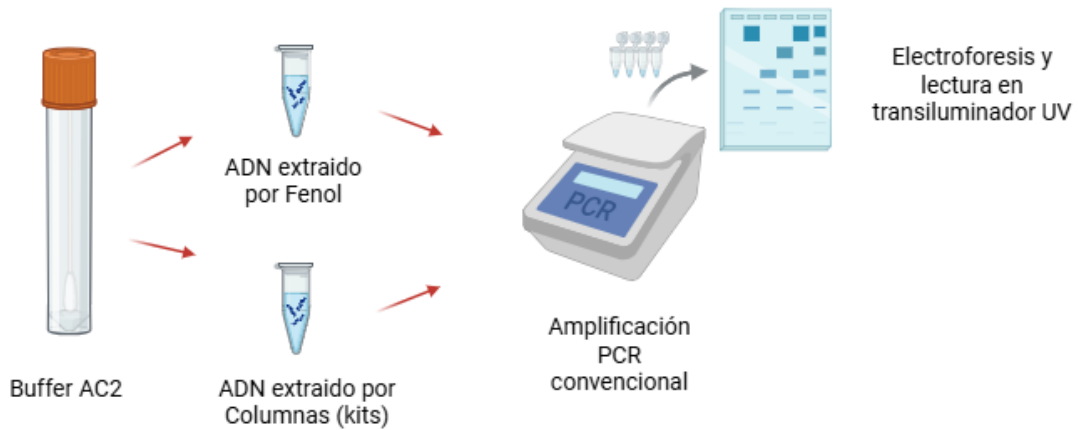 Buffer AC2
ADN extraido
por Fenol
ADN extraido por
Columnas (kits)
PCR
Amplificación
PCR
convencional
Electroforesis y
lectura en
transiluminador UV